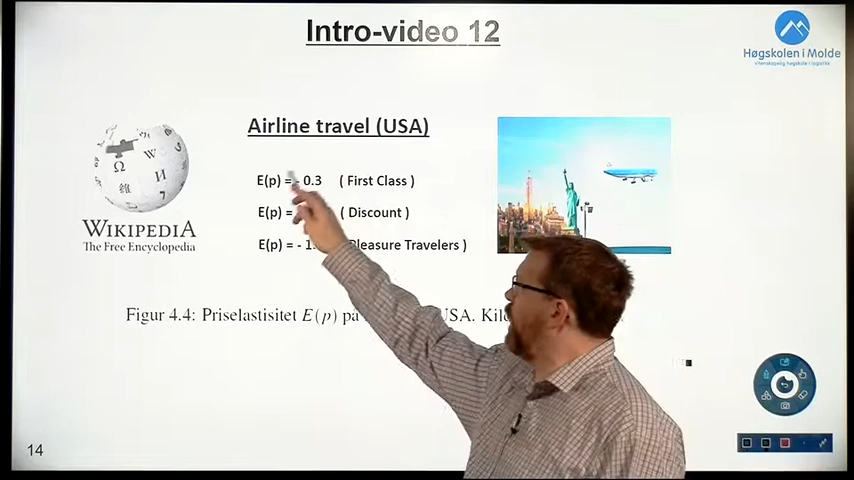 Intro-video 12
Høgskolen i Molde
vitenskapelig høgskole i logistikk
Airline travel (USA)
E(p) = - 0.3 ( First Class )
E(p) = ( Discount )
E(p) = - 1. Pleasure Travelers )
WIKIPEDIA
The Free Encyclopedia
Figur 4.4: Priselastisitet E(p) på USA.
14